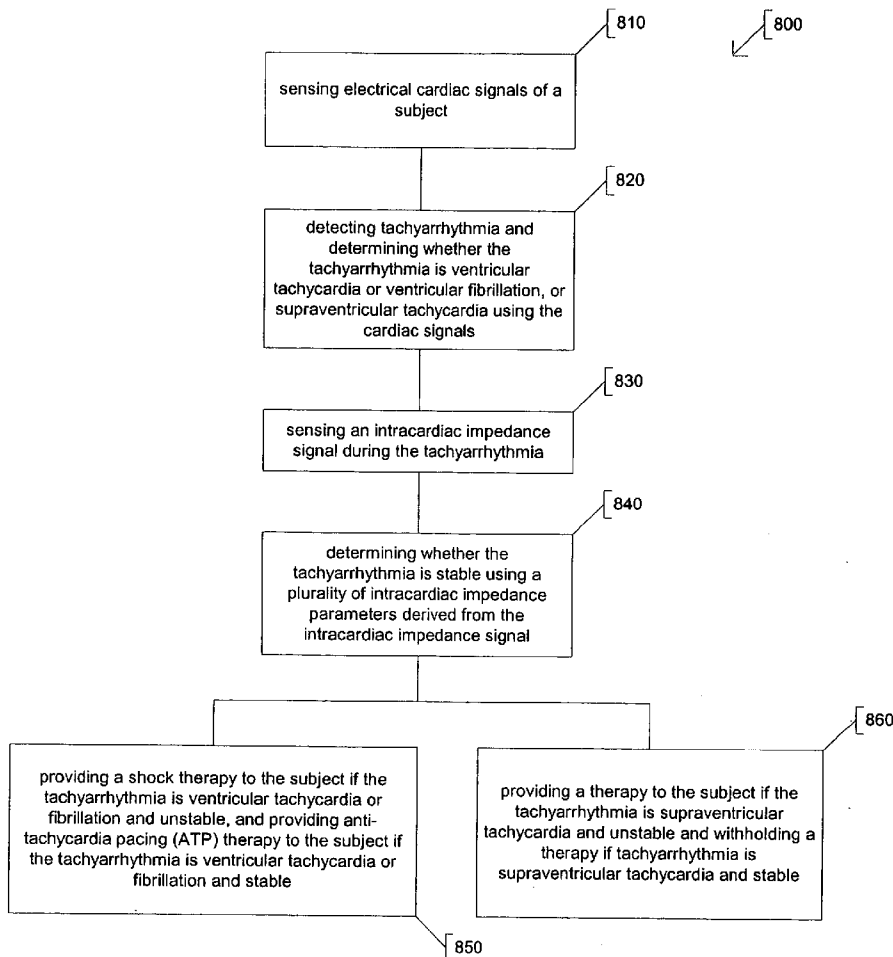 810
800
sensing electrical cardiac signals of a
subject
820
detecting tachyarrhythmia and
determining whether the
tachyarrhythmia is ventricular
tachycardia or ventricular fibrillation, or
supraventricular tachycardia using the
cardiac signals
830
sensing an intracardiac impedance
signal during the tachyarrhythmia
840
determining whether the
tachyarrhythmia is stable using a
plurality of intracardiac impedance
parameters derived from the
intracardiac impedance signal
860
providing a shock therapy to the subject if the
tachyarrhythmia is ventricular tachycardia or
fibrillation and unstable, and providing anti-
tachycardia pacing (ATP) therapy to the subject if
the tachyarrhythmia is ventricular tachycardia or
fibrillation and stable
providing a therapy to the subject if the
tachyarrhythmia is supraventricular
tachycardia and unstable and withholding a
therapy if tachyarrhythmia is
supraventricular tachycardia and stable
850